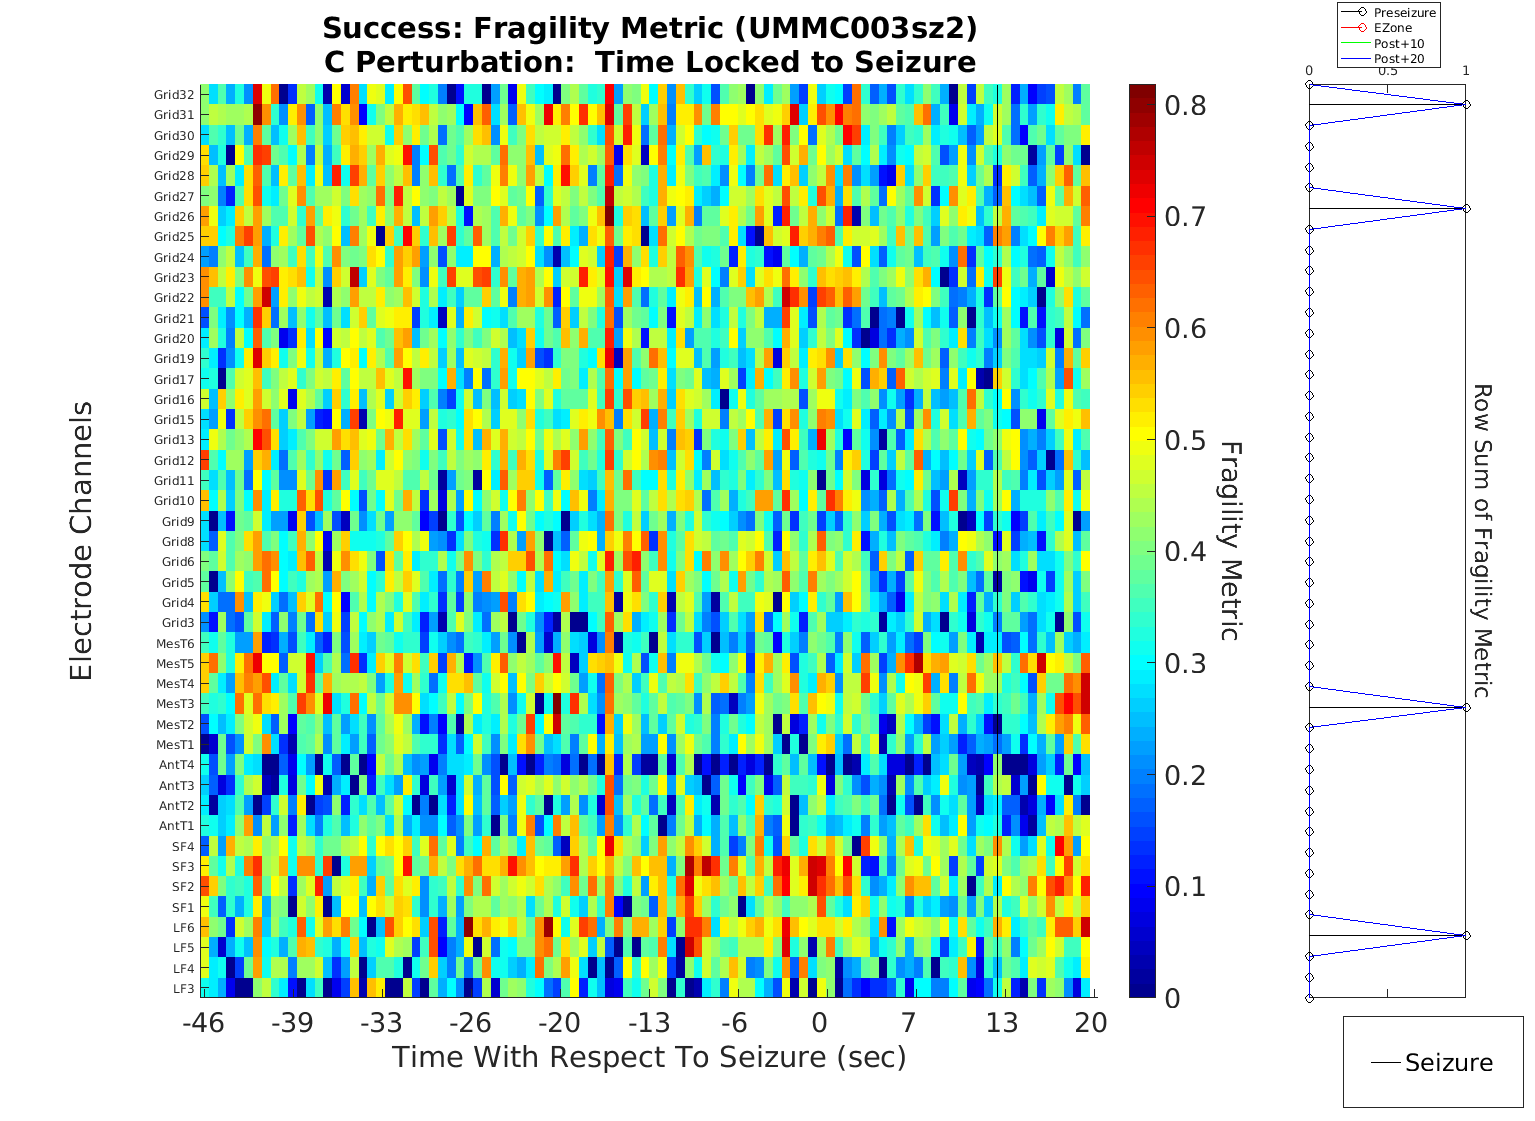 Success: Fragility Metric (UMMC003sz2)
C Perturbation:  Time Locked to Seizure
Preseizure
EZone
Post+10
Post+20
0
0.5
1
Electrode Channels
Grid32
Grid31
Grid30
Grid29
Grid28
Grid27
Grid26
Grid25
Grid24
Grid23
Grid22
Grid21
Grid20
Grid19
Grid17
Grid16
Grid15
Grid13
Grid12
Grid11
Grid10
Grid9
Grid8
Grid6
Grid5
Grid4
Grid3
MesT6
MesT5
MesT4
MesT3
MesT2
MesT1
AntT4
AntT3
AntT2
AntT1
SF4
SF3
SF2
SF1
LF6
LF5
LF4
LF3
-46
-39
-33
-26
-20
-13
-6
0
7
13
20
Time With Respect To Seizure (sec)
0.8
0.7
0.6
0.5
0.4
0.3
0.2
0.1
0
Fragility Metric
Row Sum of Fragility Metric
Seizure